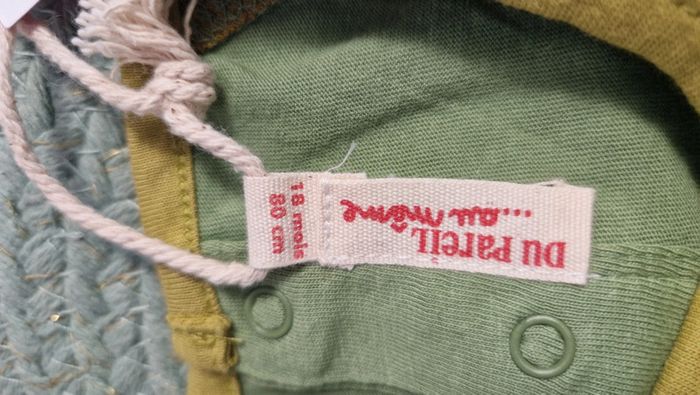 DU PaREIL
...au même
18 mois
80 cm